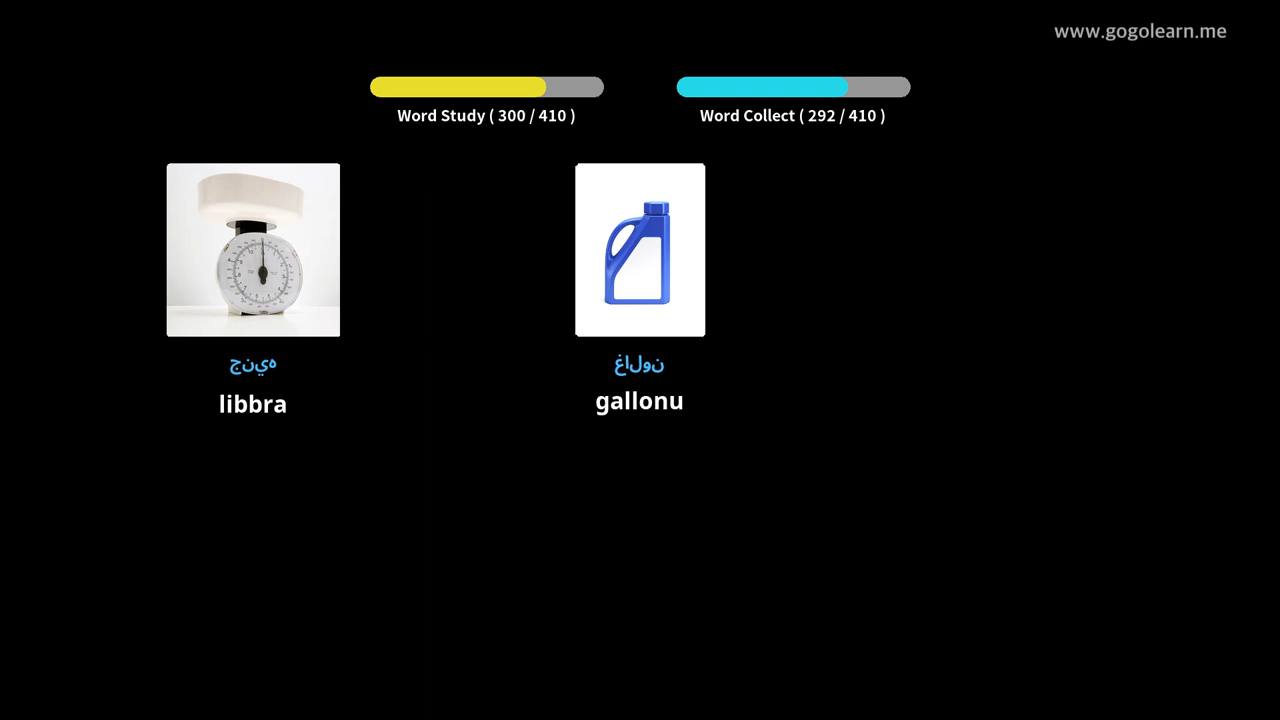 www.gogolearn.me
Word Study ( 300 / 410 )
Word Collect ( 292 / 410 )
جنيه
libbra
غالون
gallonu